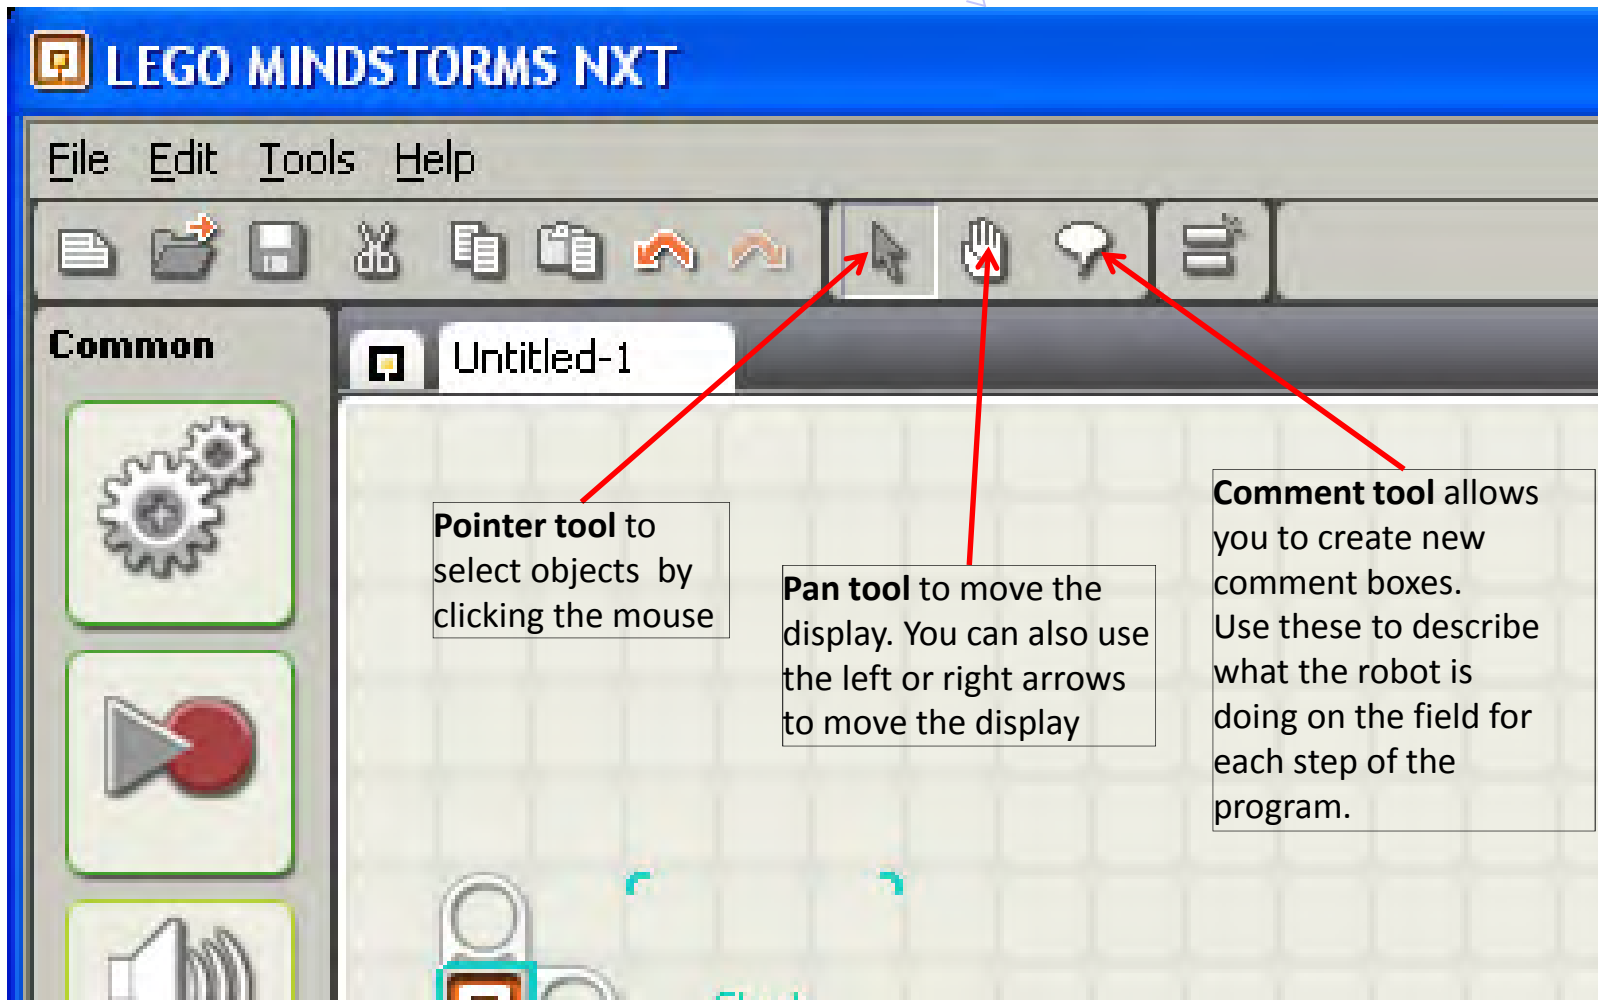 LEGO MINDSTORMS NXT
File Edit Tools Help
Common
Untitled-1
Pointer tool to
select objects by
clicking the mouse
Pan tool to move the
display. You can also use
the left or right arrows
to move the display
Comment tool allows
you to create new
comment boxes.
Use these to describe
what the robot is
doing on the field for
each step of the
program.